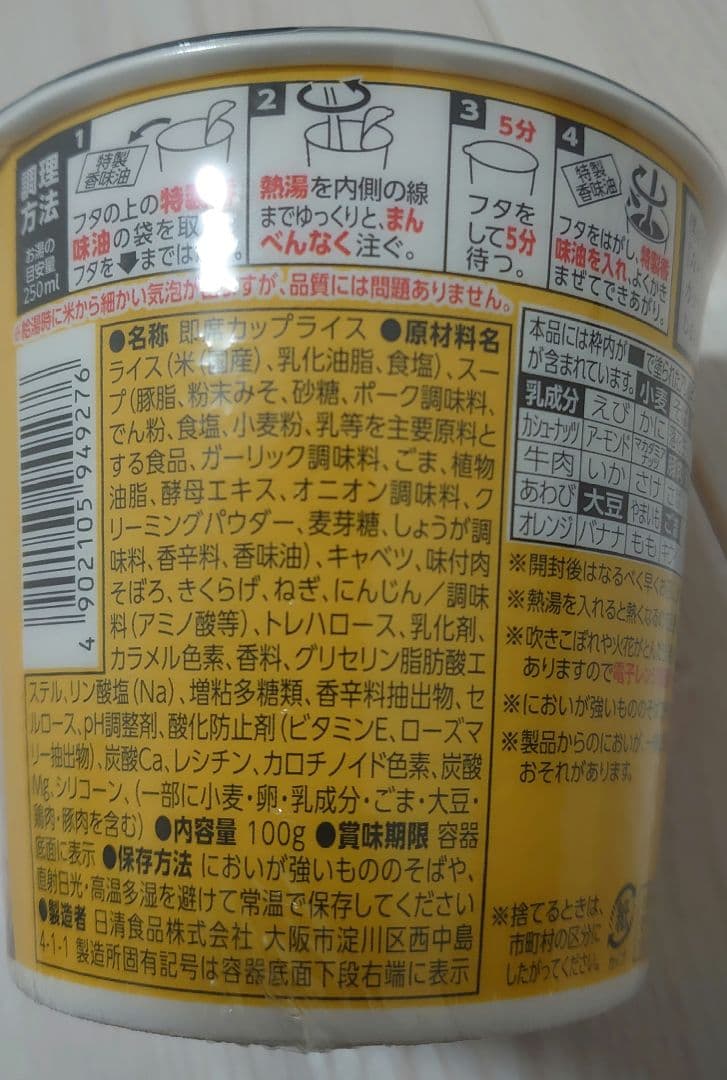 調理方法
お湯の目安量
250ml
1
特製
香味油
フタの上の特製香
味油の袋を取
フタを⬇までは
2
熱湯を内側の線
までゆっくりと、まん
べんなく注ぐ。
3
5分
フタを
して5分
待つ。
4
特製
香味油
フタをはがし、特製香
味油を入れ、よくかき
まぜてできあがり。
※給湯時に米から細かい気泡が出ますが、品質には問題ありません。
4 902105 949276
●名称 即席カップライス ●原材料名
ライス(米(国産)、乳化油脂、食塩)、スー
プ(豚脂、粉末みそ、砂糖、ポーク調味料、
でん粉、食塩、小麦粉、乳等を主要原料と
する食品、ガーリック調味料、ごま、植物
油脂、酵母エキス、オニオン調味料、ク
リーミングパウダー、麦芽糖、しょうが調
味料、香辛料、香味油)、キャベツ、味付肉
そぼろ、きくらげ、ねぎ、にんじん/調味
料(アミノ酸等)、トレハロース、乳化剤、
カラメル色素、香料、グリセリン脂肪酸エ
ステル、リン酸塩(Na)、増粘多糖類、香辛料抽出物、セ
ルロース、pH調整剤、酸化防止剤(ビタミンE、ローズマ
リー抽出物)、炭酸Ca、レシチン、カロチノイド色素、炭酸
Mg、シリコーン、(一部に小麦・卵・乳成分・ごま・大豆・
鶏肉・豚肉を含む) ●内容量 100g ●賞味期限 容器
底面に表示 ●保存方法 においが強いもののそばや、
直射日光・高温多湿を避けて常温で保存してください
●製造者 日清食品株式会社 大阪市淀川区西中島
4-1-1 製造所固有記号は容器底面下段右端に表示
本品には枠内が■で塗られた
が含まれています。 小麦
乳成分 えび かに
カシューナッツ アーモンド マカダミアナッツ
牛肉 いか さけ
あわび 大豆 やまいも ごま
オレンジ バナナ もも
※開封後はなるべく早くお
※熱湯を入れると熱くなる
※吹きこぼれや火花がとんだ
ありますので電子レンジ
※においが強いもののそば
※製品からのにおいが
おそれがあります。
※捨てるときは、
市町村の区分に
したがってください。
紙